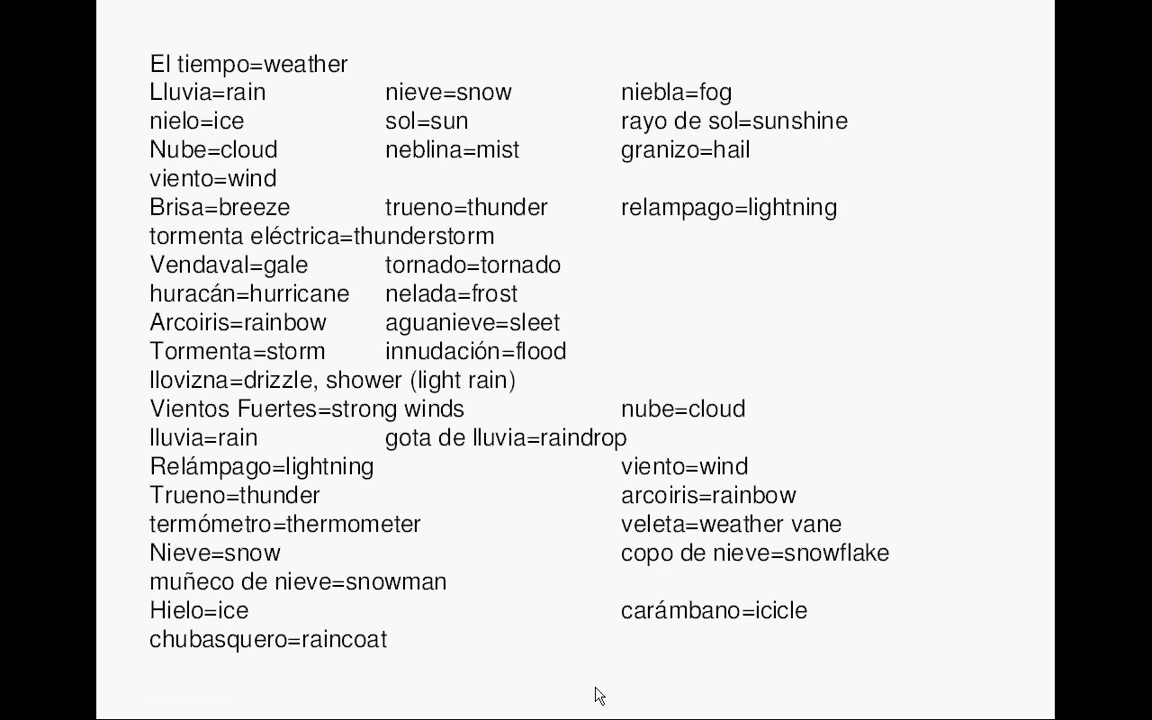 El tiempo=weather
Lluvia=rain nieve=snow niebla=fog
nielo=ice sol=sun rayo de sol=sunshine
Nube=cloud neblina=mist granizo=hail
viento=wind
Brisa=breeze trueno=thunder relampago=lightning
tormenta eléctrica=thunderstorm
Vendaval=gale tornado=tornado
huracán=hurricane nelada=frost
Arcoiris=rainbow aguanieve=sleet
Tormenta=storm innudación=flood
llovizna=drizzle, shower (light rain)
Vientos Fuertes=strong winds nube=cloud
lluvia=rain gota de lluvia=raindrop
Relámpago=lightning viento=wind
Trueno=thunder arcoiris=rainbow
termómetro=thermometer veleta=weather vane
Nieve=snow copo de nieve=snowflake
muñeco de nieve=snowman
Hielo=ice carámbano=icicle
chubasquero=raincoat